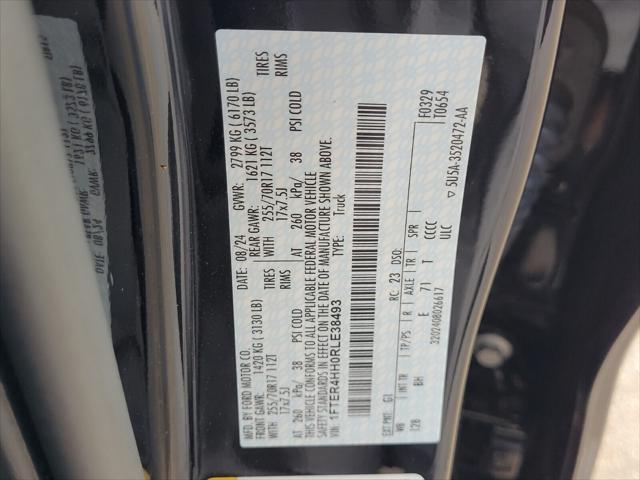 MFD. BY FORD MOTOR CO.
DATE: 08/24 GVWR: 2799 KG ( 6170 LB)
FRONT GAWR: 1420 KG ( 3130 LB) REAR GAWR: 1621 KG ( 3573 LB)
WITH 255/70R17 112T TIRES WITH 255/70R17 112T TIRES
17x7.5J RIMS 17x7.5J RIMS
AT 260 kPa/ 38 PSI COLD AT 260 kPa/ 38 PSI COLD
THIS VEHICLE CONFORMS TO ALL APPLICABLE FEDERAL MOTOR VEHICLE
SAFETY STANDARDS IN EFFECT ON THE DATE OF MANUFACTURE SHOWN ABOVE.
VIN: 1FTER4HH0RLE38493 TYPE: Truck
F0329
T0654
EXT PNT: G1 RC: 23 DSO:
WB INT TR TP/PS R AXLE TR SPR
128 BH E 71 T CCCC
3202408026617 ULC
▽ 5U5A-3520472-AA